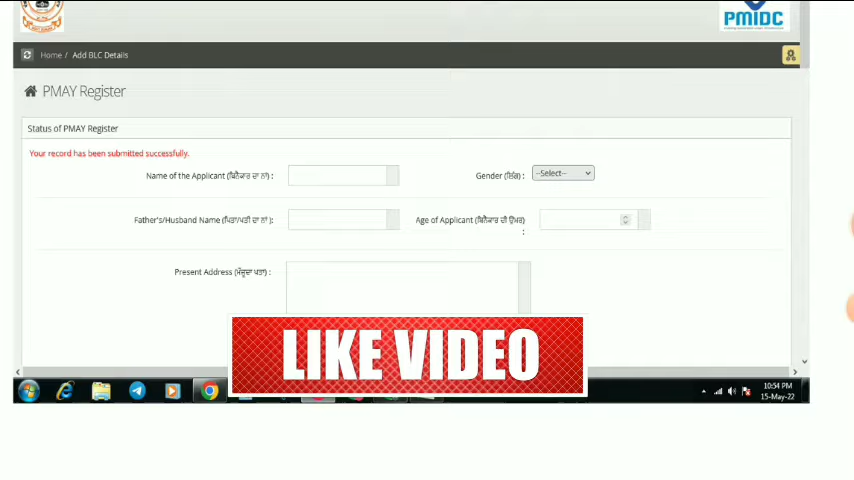 PMIDC
Home / Add BLC Details
PMAY Register
Status of PMAY Register
Your record has been submitted successfully.
Name of the Applicant (ਬਿਨੈਕਾਰ ਦਾ ਨਾਂ) :
Gender (ਲਿੰਗ) :
--Select--
Father's/Husband Name (ਪਿਤਾ/ਪਤੀ ਦਾ ਨਾਂ ):
Age of Applicant (ਬਿਨੈਕਾਰ ਦੀ ਉਮਰ)
:
Present Address (ਮੌਜੂਦਾ ਪਤਾ) :
LIKE VIDEO
10:54 PM
15-May-22